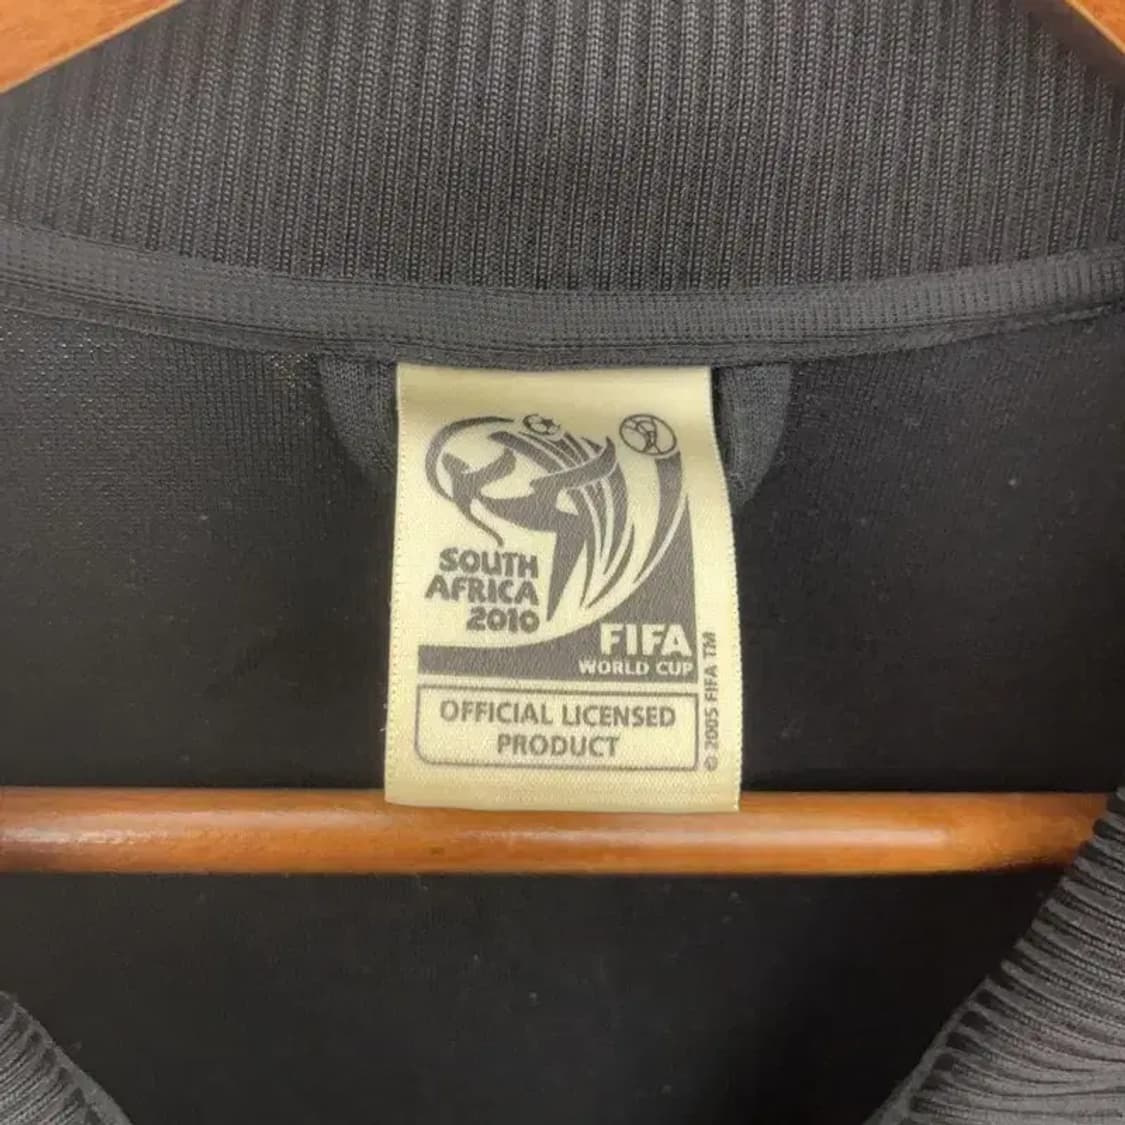 SOUTH
AFRICA
2010
FIFA
WORLD CUP
OFFICIAL LICENSED
PRODUCT
© 2005 FIFA TM